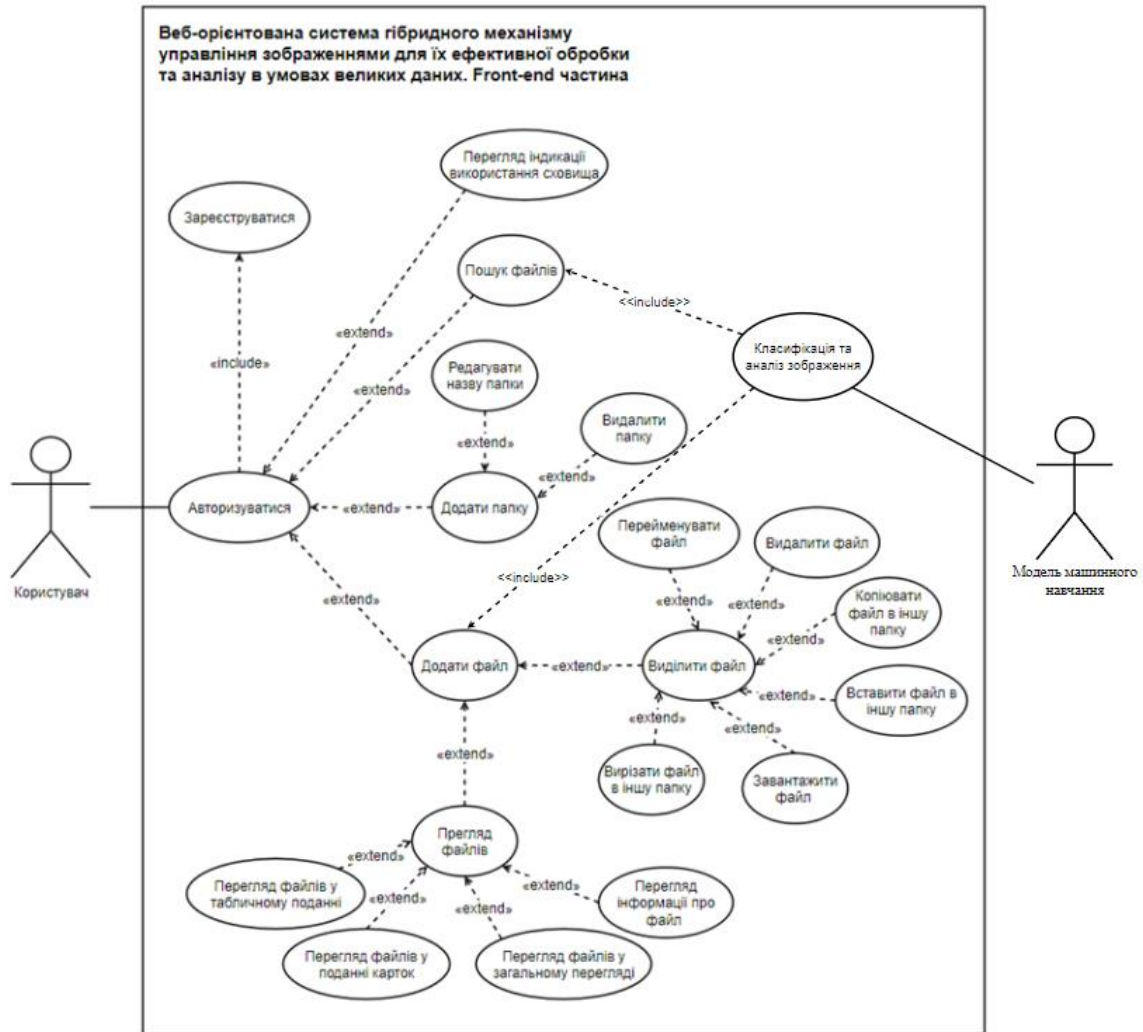 Веб-орієнтована система гібридного механізму
управління зображеннями для їх ефективної обробки
та аналізу в умовах великих даних. Front-end частина
Перегляд індикації
використання сховища
Зареєструватися
Пошук файлів
<<include>>
«extend»
Класифікація та
аналіз зображення
«include»
Редагувати
назву папки
«extend»
Видалити
папку
«extend»
«extend»
Авторизуватися
«extend»
Додати папку
Перейменувати
файл
Видалити файл
Користувач
<<include>>
Модель машинного
навчання
«extend»
Копіювати
файл в іншу
папку
«extend»
«extend»
«extend»
Додати файл
«extend»
Виділити файл
«extend»
Вставити файл в
іншу папку
«extend»
«extend»
«extend»
Вирізати файл
в іншу папку
Завантажити
файл
Прегляд
файлів
«extend»
Перегляд файлів у
табличному поданні
«extend»
«extend»
«extend»
Перегляд
інформації про
файл
Перегляд файлів у
поданні карток
Перегляд файлів у
загальному перегляді